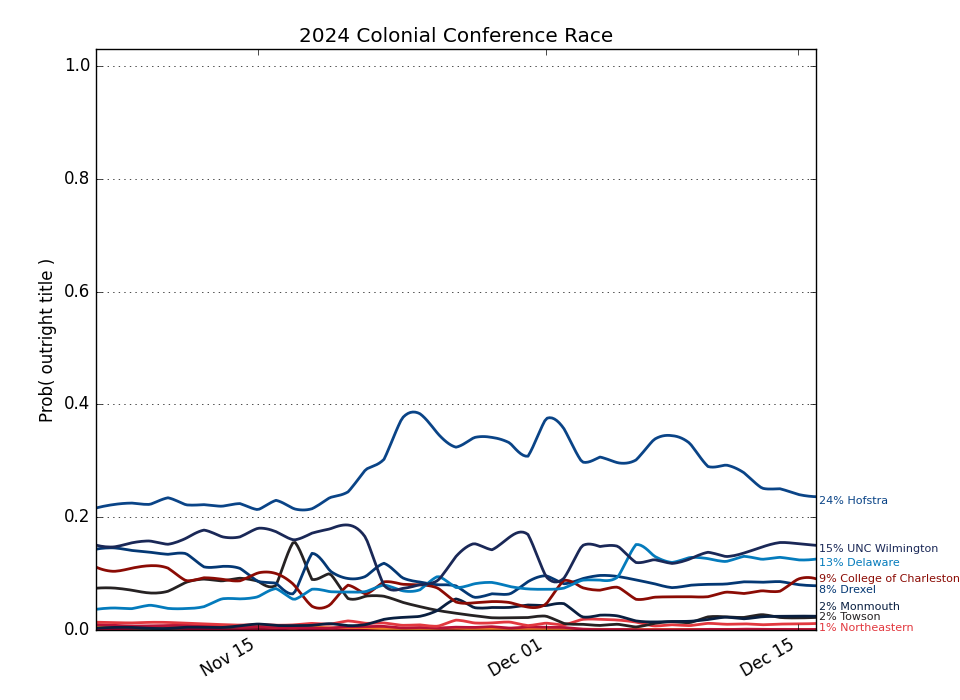 2024 Colonial Conference Race
Prob( outright title )
1.0
0.8
0.6
0.4
0.2
0.0
Nov 15
Dec 01
Dec 15
24% Hofstra
15% UNC Wilmington
13% Delaware
9% College of Charleston
8% Drexel
2% Monmouth
2% Towson
1% Northeastern